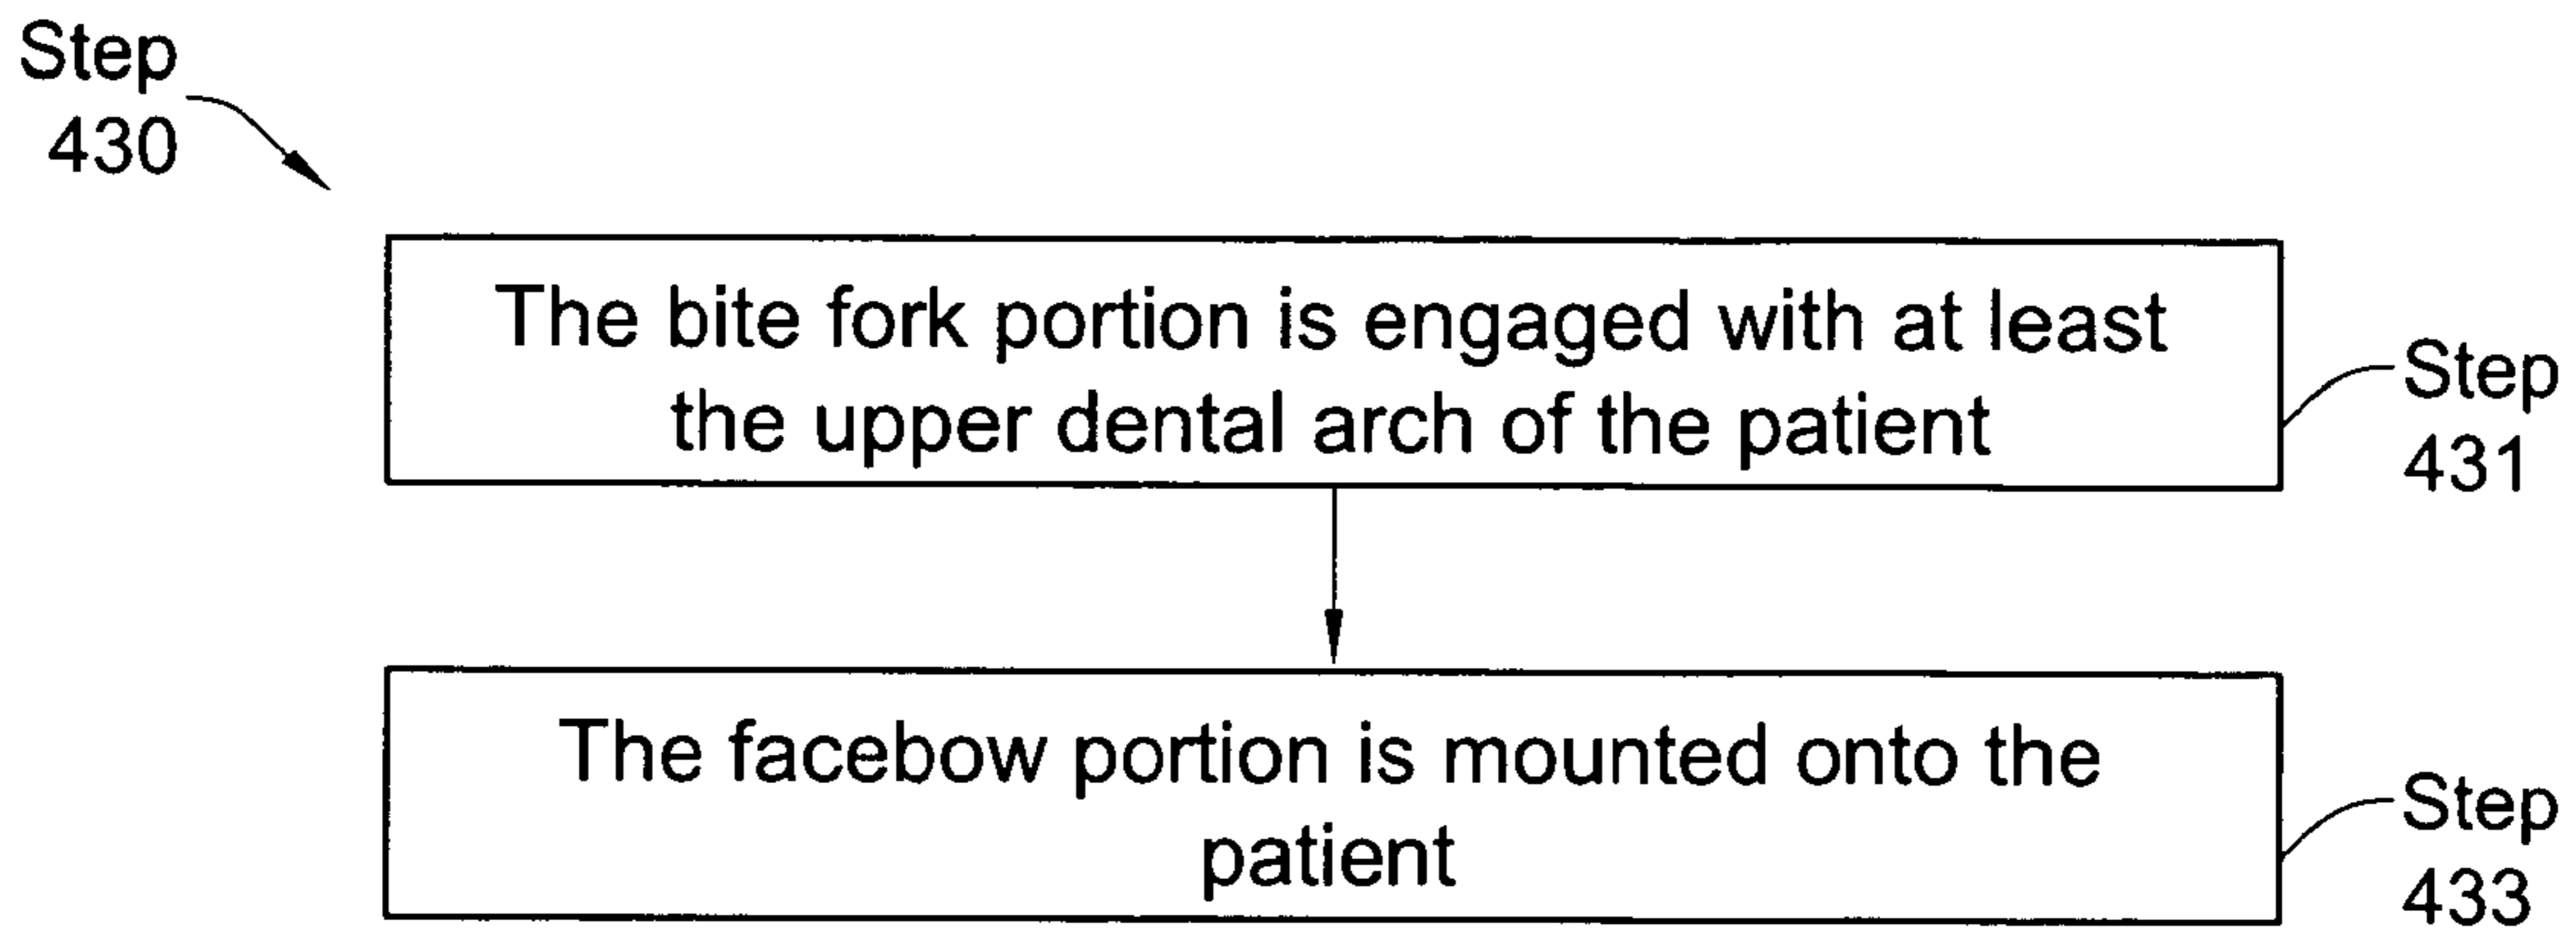 Step
430
The bite fork portion is engaged with at least
the upper dental arch of the patient
Step
431
The facebow portion is mounted onto the
patient
Step
433